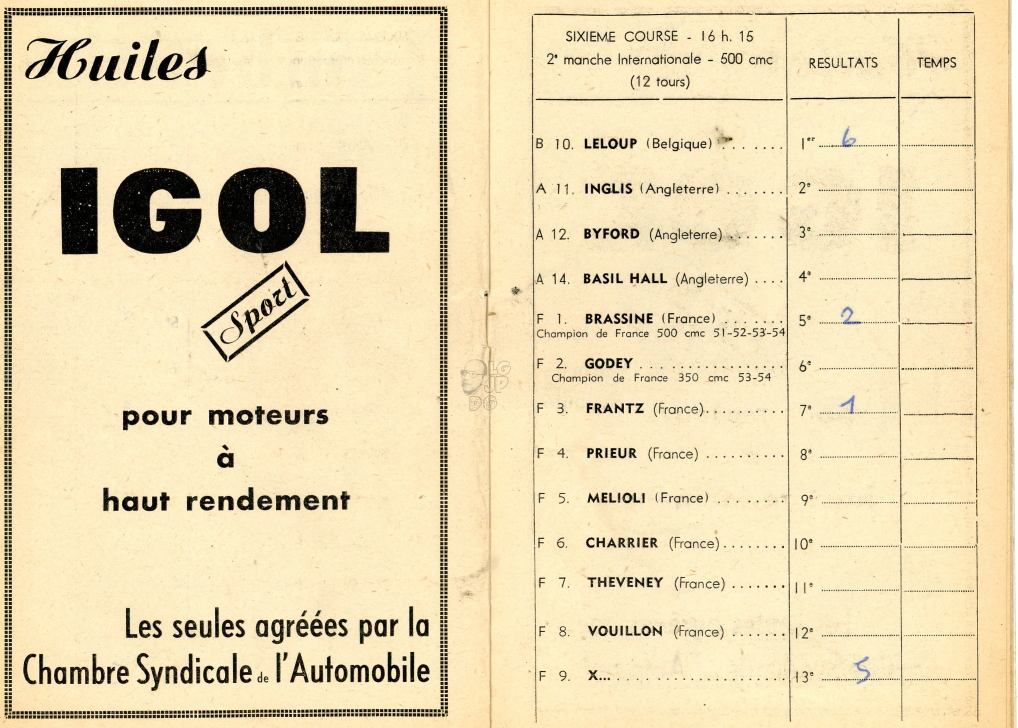 Huiles
IGOL
Sport
pour moteurs
à
haut rendement
Les seules agréées par la
Chambre Syndicale de l'Automobile
SIXIEME COURSE - 16 h. 15
2e manche Internationale - 500 cmc
(12 tours)
RESULTATS
TEMPS
B 10. LELOUP (Belgique) . . . . . . 1er 6
A 11. INGLIS (Angleterre) . . . . . . 2e
A 12. BYFORD (Angleterre) . . . . . . 3e
A 14. BASIL HALL (Angleterre) . . . . 4e
F 1. BRASSINE (France) . . . . . . . 5e 2
Champion de France 500 cmc 51-52-53-54
F 2. GODEY . . . . . . . . . . . . . . . . 6e
Champion de France 350 cmc 53-54
F 3. FRANTZ (France) . . . . . . . . . 7e 1
F 4. PRIEUR (France) . . . . . . . . . 8e
F 5. MELIOLI (France) . . . . . . . . 9e
F 6. CHARRIER (France) . . . . . . . 10e
F 7. THEVENEY (France) . . . . . . . 11e
F 8. VOUILLON (France) . . . . . . . 12e
F 9. X... . . . . . . . . . . . . . . . . . . 13e 5